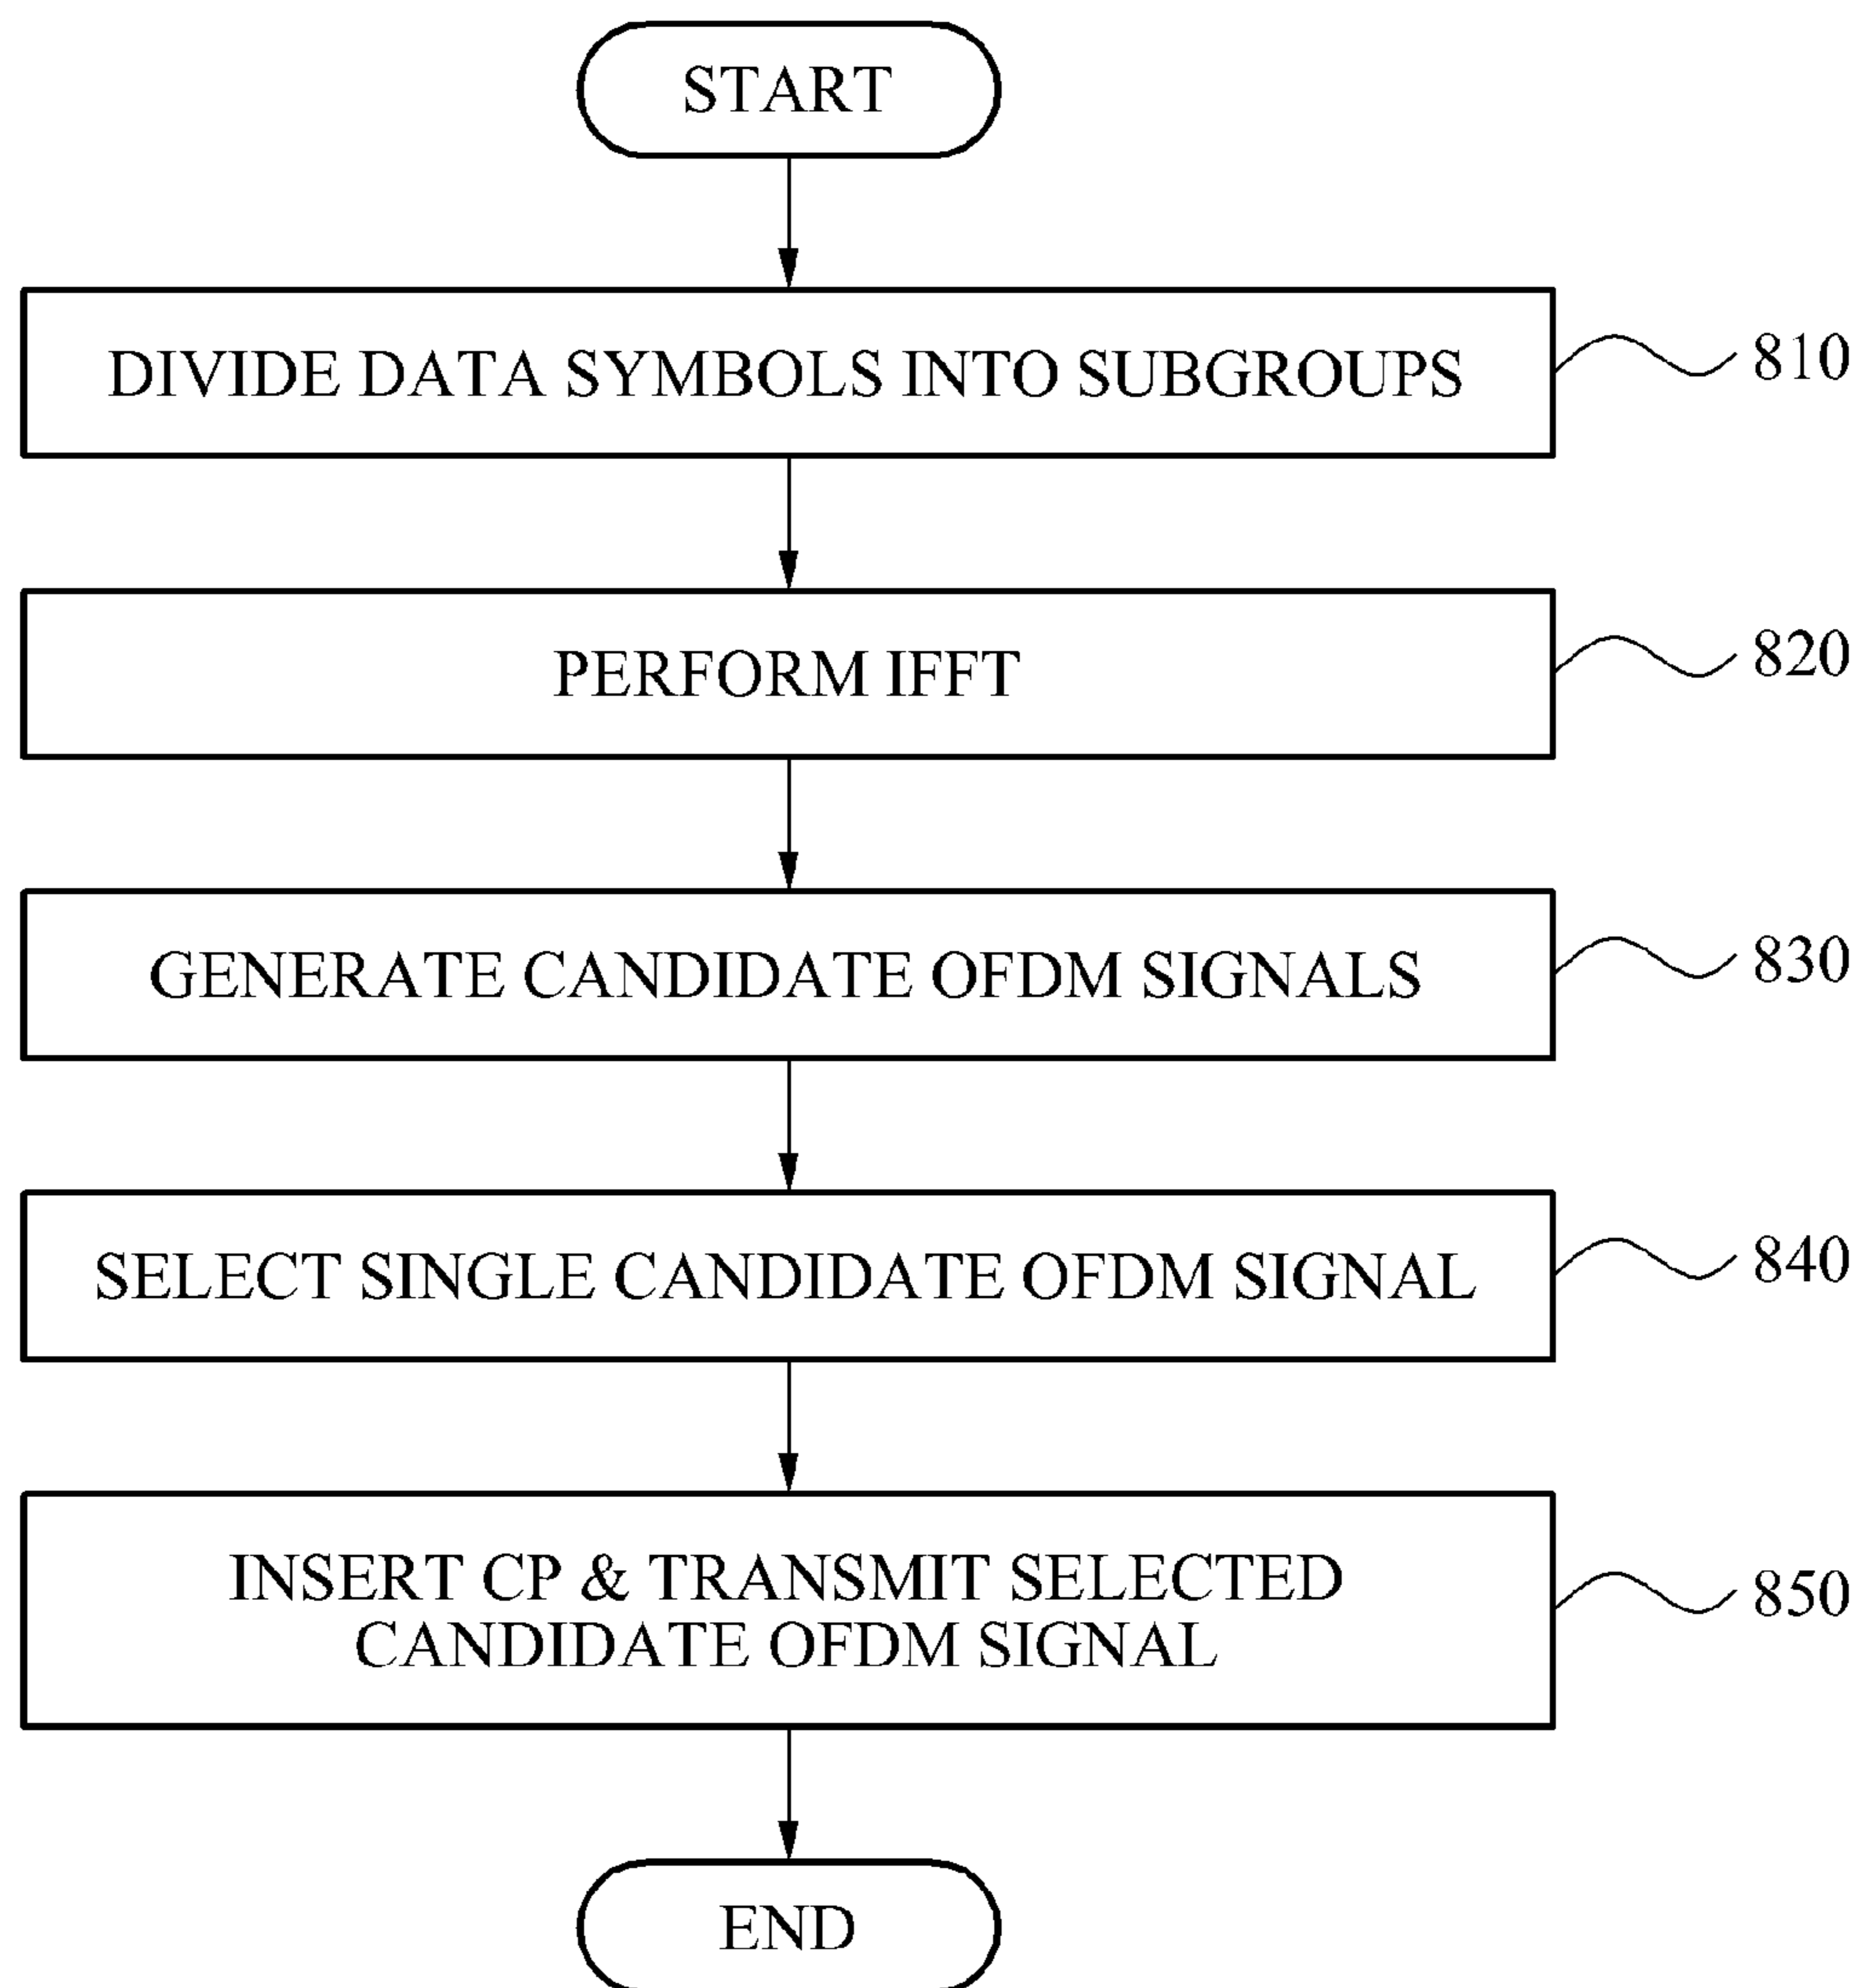 START
DIVIDE DATA SYMBOLS INTO SUBGROUPS
810
PERFORM IFFT
820
GENERATE CANDIDATE OFDM SIGNALS
830
SELECT SINGLE CANDIDATE OFDM SIGNAL
840
INSERT CP & TRANSMIT SELECTED
CANDIDATE OFDM SIGNAL
850
END